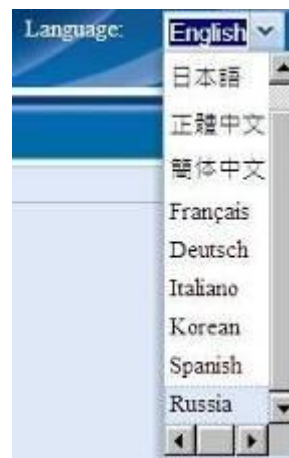 Language: English
日本語
正體中文
簡体中文
Français
Deutsch
Italiano
Korean
Spanish
Russia